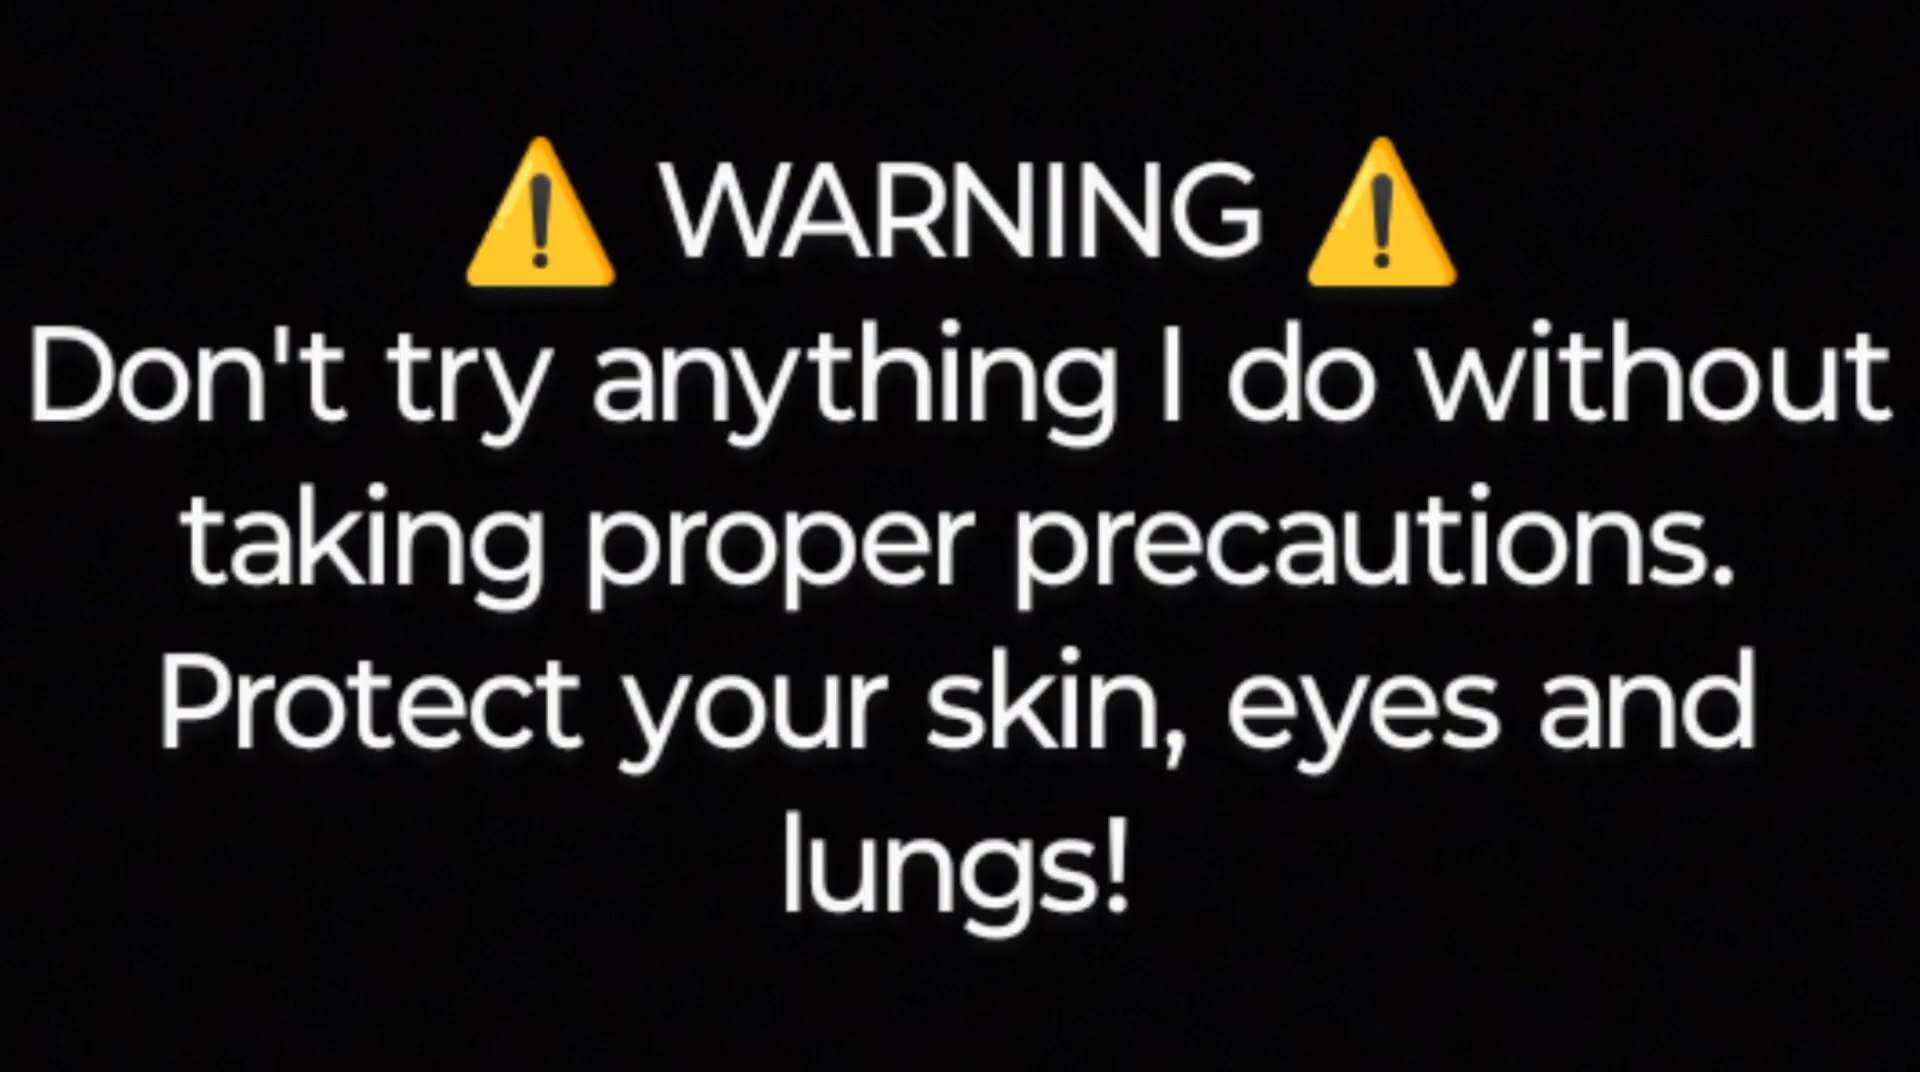 ⚠️ WARNING ⚠️
Don't try anything I do without
taking proper precautions.
Protect your skin, eyes and
lungs!